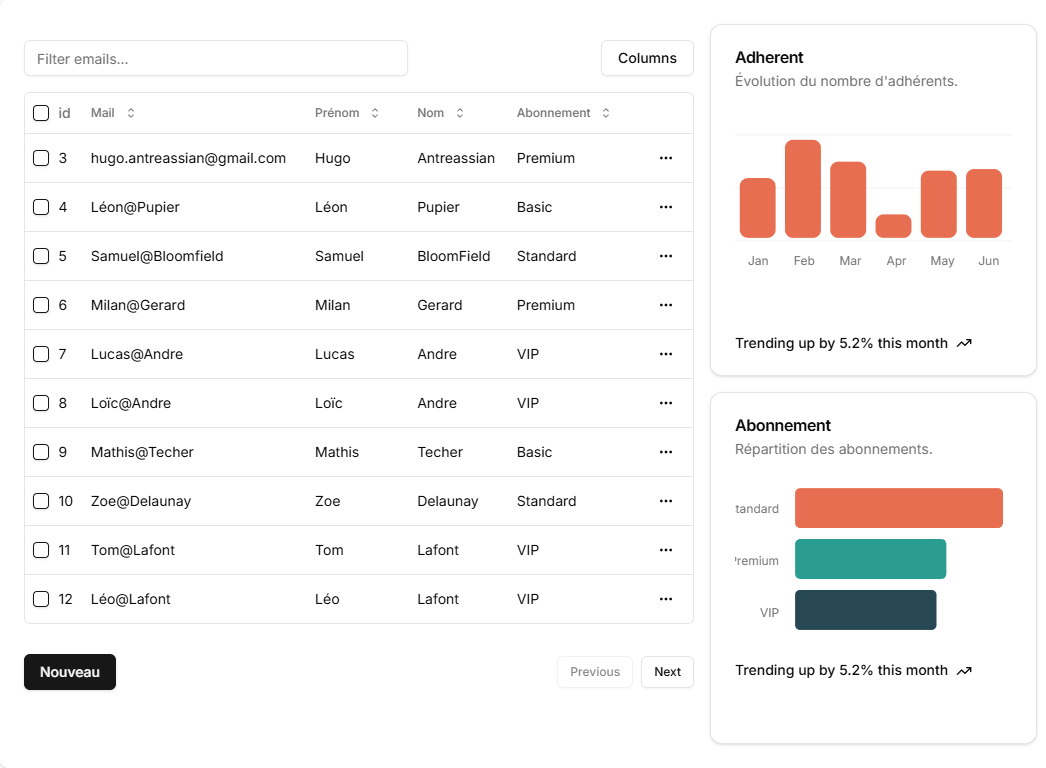 Filter emails...
Columns
id Mail Prénom Nom Abonnement
3 hugo.antreassian@gmail.com Hugo Antreassian Premium
4 Léon@Pupier Léon Pupier Basic
5 Samuel@Bloomfield Samuel BloomField Standard
6 Milan@Gerard Milan Gerard Premium
7 Lucas@Andre Lucas Andre VIP
8 Loïc@Andre Loïc Andre VIP
9 Mathis@Techer Mathis Techer Basic
10 Zoe@Delaunay Zoe Delaunay Standard
11 Tom@Lafont Tom Lafont VIP
12 Léo@Lafont Léo Lafont VIP
Nouveau
Previous Next
Adherent
Évolution du nombre d'adhérents.
Jan Feb Mar Apr May Jun
Trending up by 5.2% this month
Abonnement
Répartition des abonnements.
tandard
remium
VIP
Trending up by 5.2% this month